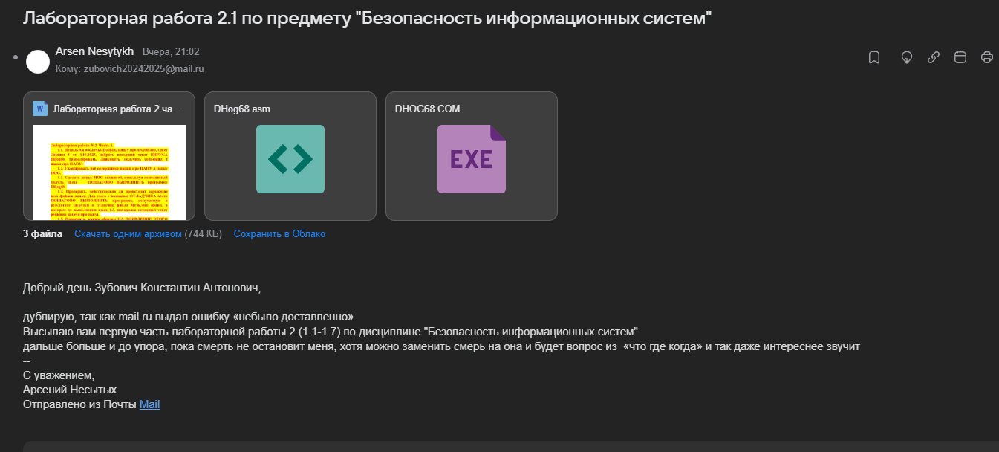 Лабораторная работа 2.1 по предмету "Безопасность информационных систем"
Arsen Nesytykh Вчера, 21:02
Кому: zubovich20242025@mail.ru
Лабораторная работа 2 ча...
DHog68.asm
DHOG68.COM
W
Лабораторная работа №2. Часть 1.
EXE
3 файла Скачать одним архивом (744 КБ) Сохранить в Облако
Добрый день Зубович Константин Антонович,
дублирую, так как mail.ru выдал ошибку «небыло доставленно»
Высылаю вам первую часть лабораторной работы 2 (1.1-1.7) по дисциплине "Безопасность информационных систем"
дальше больше и до упора, пока смерть не остановит меня, хотя можно заменить смерь на она и будет вопрос из «что где когда» и так даже интереснее звучит
--
С уважением,
Арсений Несытых
Отправлено из Почты Mail